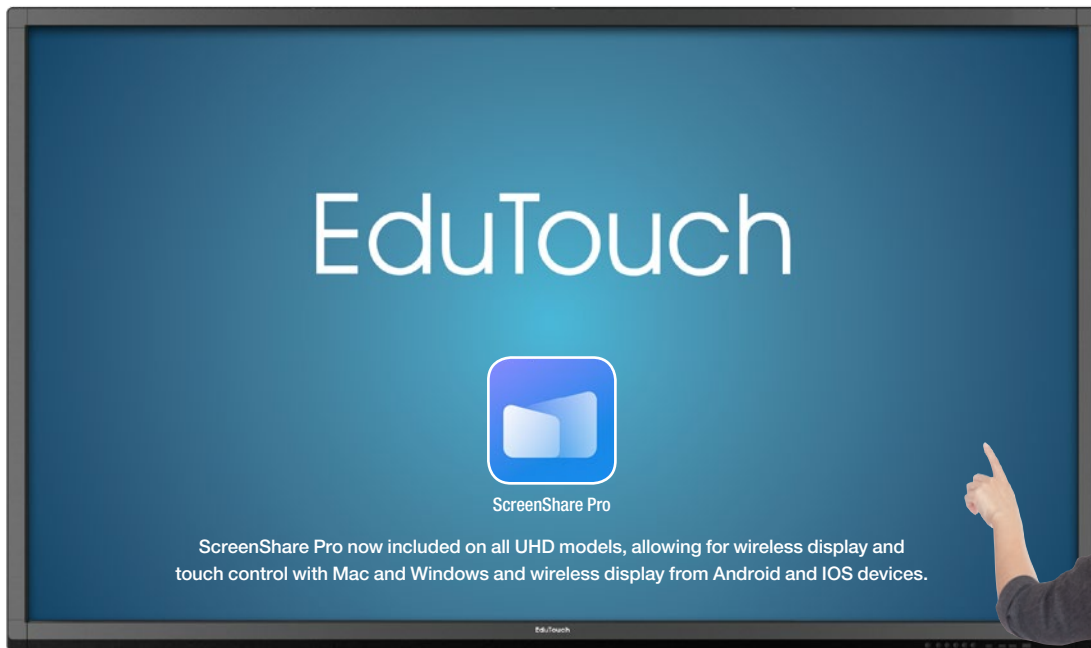 EduTouch
ScreenShare Pro
ScreenShare Pro now included on all UHD models, allowing for wireless display and
touch control with Mac and Windows and wireless display from Android and IOS devices.
EduTouch